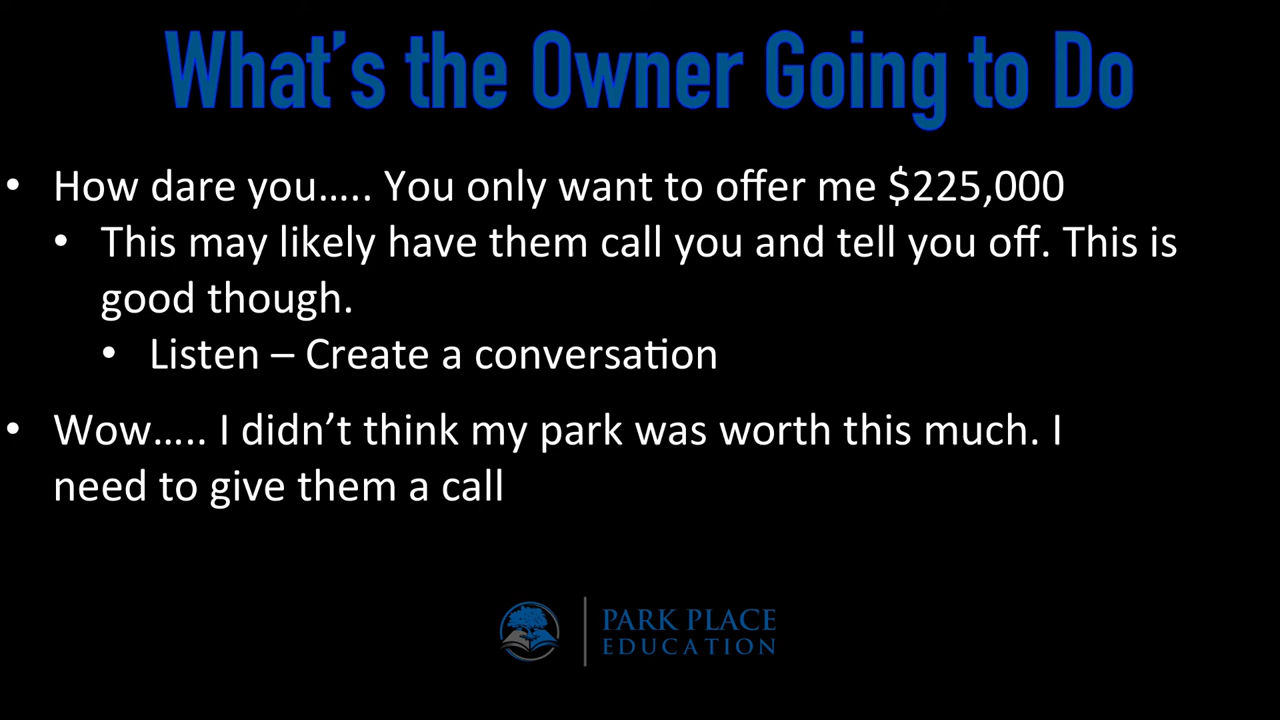 What's the Owner Going to Do
• How dare you….. You only want to offer me $225,000
• This may likely have them call you and tell you off. This is
good though.
• Listen – Create a conversation
• Wow….. I didn't think my park was worth this much. I
need to give them a call
PARK PLACE
EDUCATION